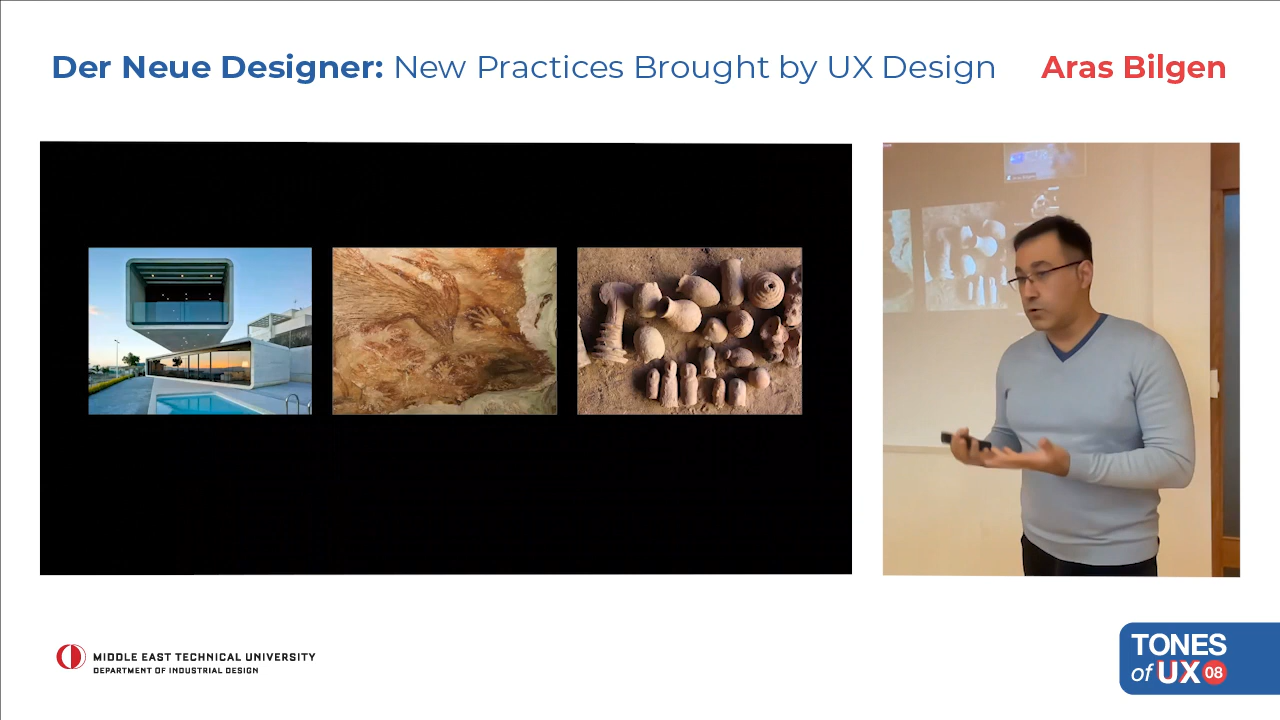 Der Neue Designer: New Practices Brought by UX Design
Aras Bilgen
MIDDLE EAST TECHNICAL UNIVERSITY
DEPARTMENT OF INDUSTRIAL DESIGN
TONES
of UX 08